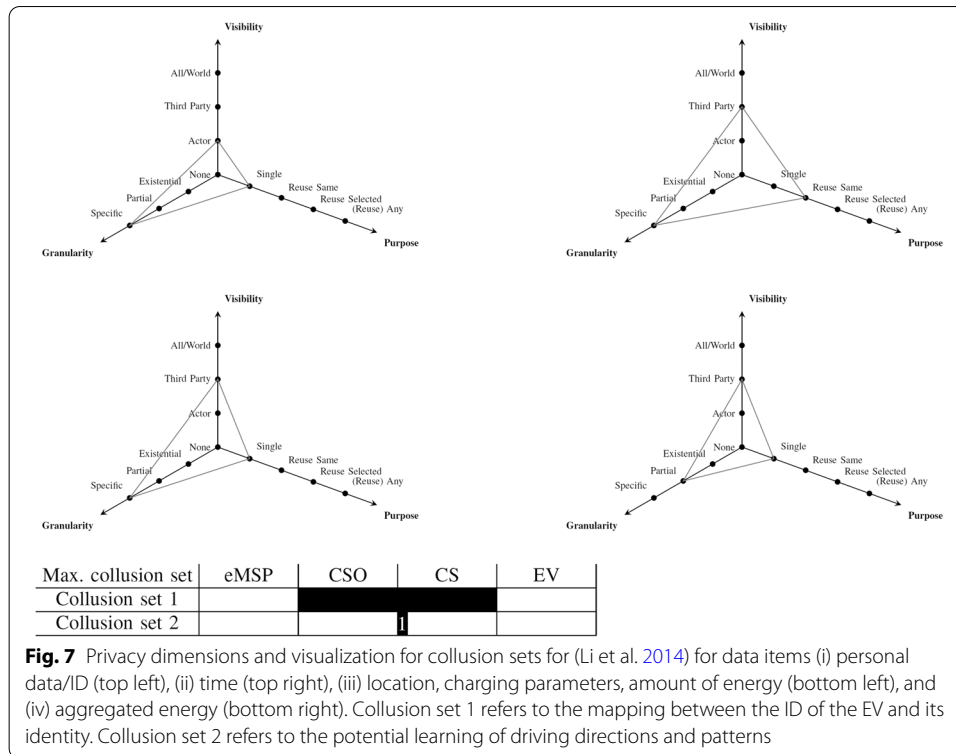 Visibility
All/World
Third Party
Actor
None
Single
Existential
Reuse Same
Partial
Reuse Selected
Specific
(Reuse) Any
Granularity
Purpose
Visibility
All/World
Third Party
Actor
None
Single
Existential
Reuse Same
Partial
Reuse Selected
Specific
(Reuse) Any
Granularity
Purpose
Visibility
All/World
Third Party
Actor
None
Single
Existential
Reuse Same
Partial
Reuse Selected
Specific
(Reuse) Any
Granularity
Purpose
Visibility
All/World
Third Party
Actor
None
Single
Existential
Reuse Same
Partial
Reuse Selected
Specific
(Reuse) Any
Granularity
Purpose
Max. collusion set eMSP CSO CS EV
Collusion set 1
Collusion set 2 1
Fig. 7 Privacy dimensions and visualization for collusion sets for (Li et al. 2014) for data items (i) personal
data/ID (top left), (ii) time (top right), (iii) location, charging parameters, amount of energy (bottom left), and
(iv) aggregated energy (bottom right). Collusion set 1 refers to the mapping between the ID of the EV and its
identity. Collusion set 2 refers to the potential learning of driving directions and patterns